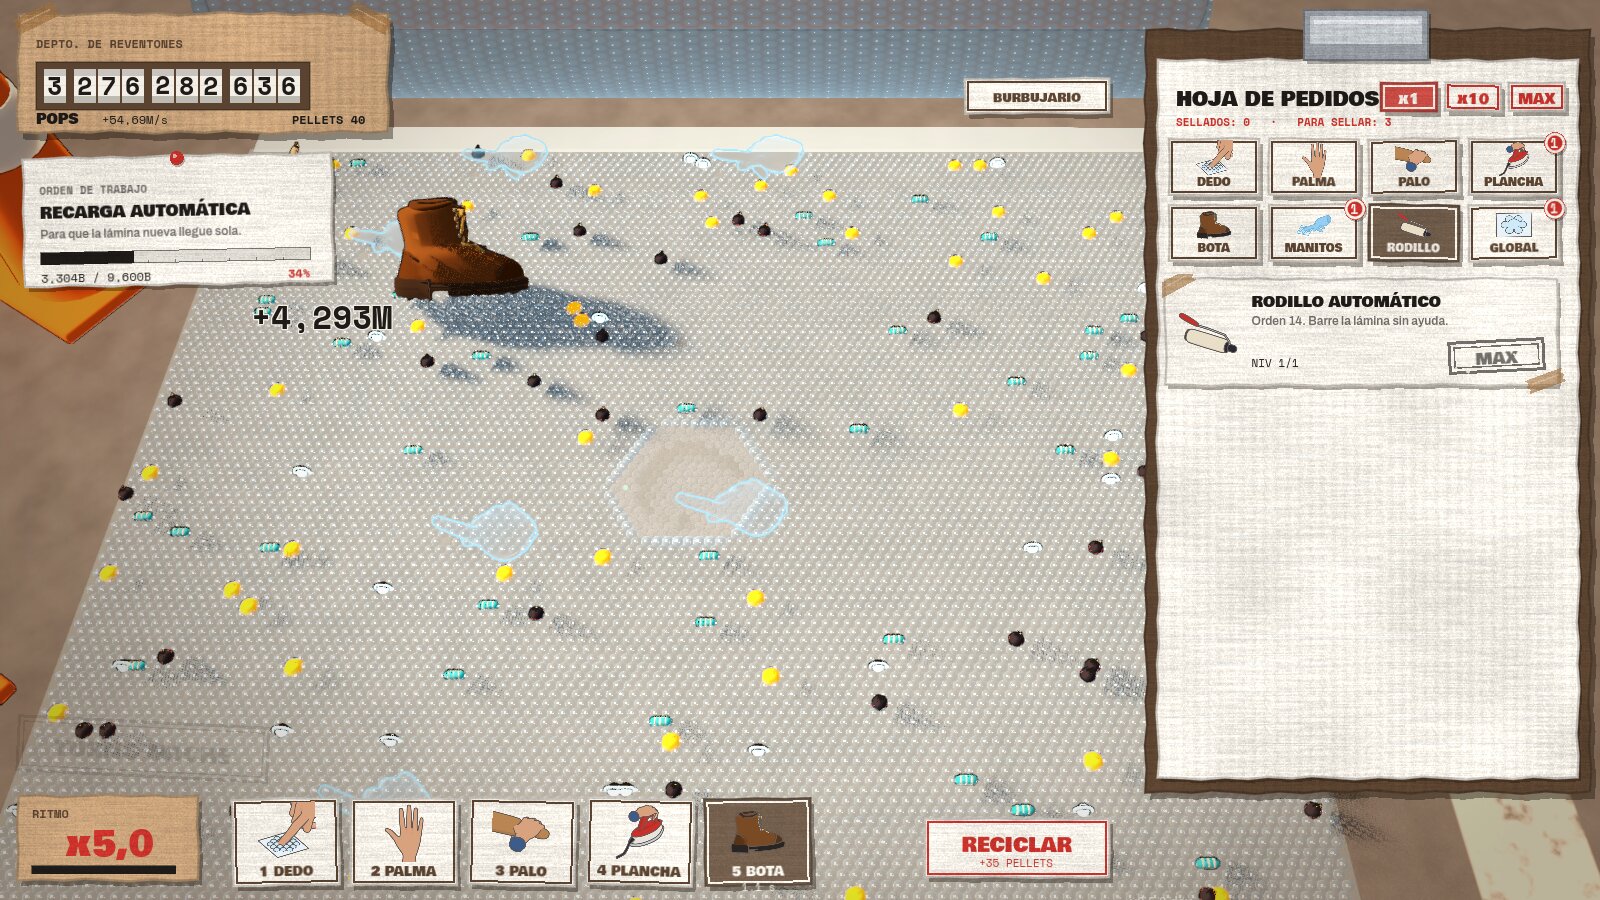 DEPTO. DE REVENTONES
3 276 282 636
POPS +54,69M/s PELLETS 40
ORDEN DE TRABAJO
RECARGA AUTOMÁTICA
Para que la lámina nueva llegue sola.
3.304B / 9.600B 34%
+4,293M
BURBUJARIO
HOJA DE PEDIDOS x1 x10 MAX
SELLADOS: 0 · PARA SELLAR: 3
DEDO
PALMA
PALO
PLANCHA
1
BOTA
MANITOS
1
RODILLO
GLOBAL
1
RODILLO AUTOMÁTICO
Orden 14. Barre la lámina sin ayuda.
NIV 1/1
MAX
RITMO
x5,0
1 DEDO
2 PALMA
3 PALO
4 PLANCHA
5 BOTA
RECICLAR
+35 PELLETS